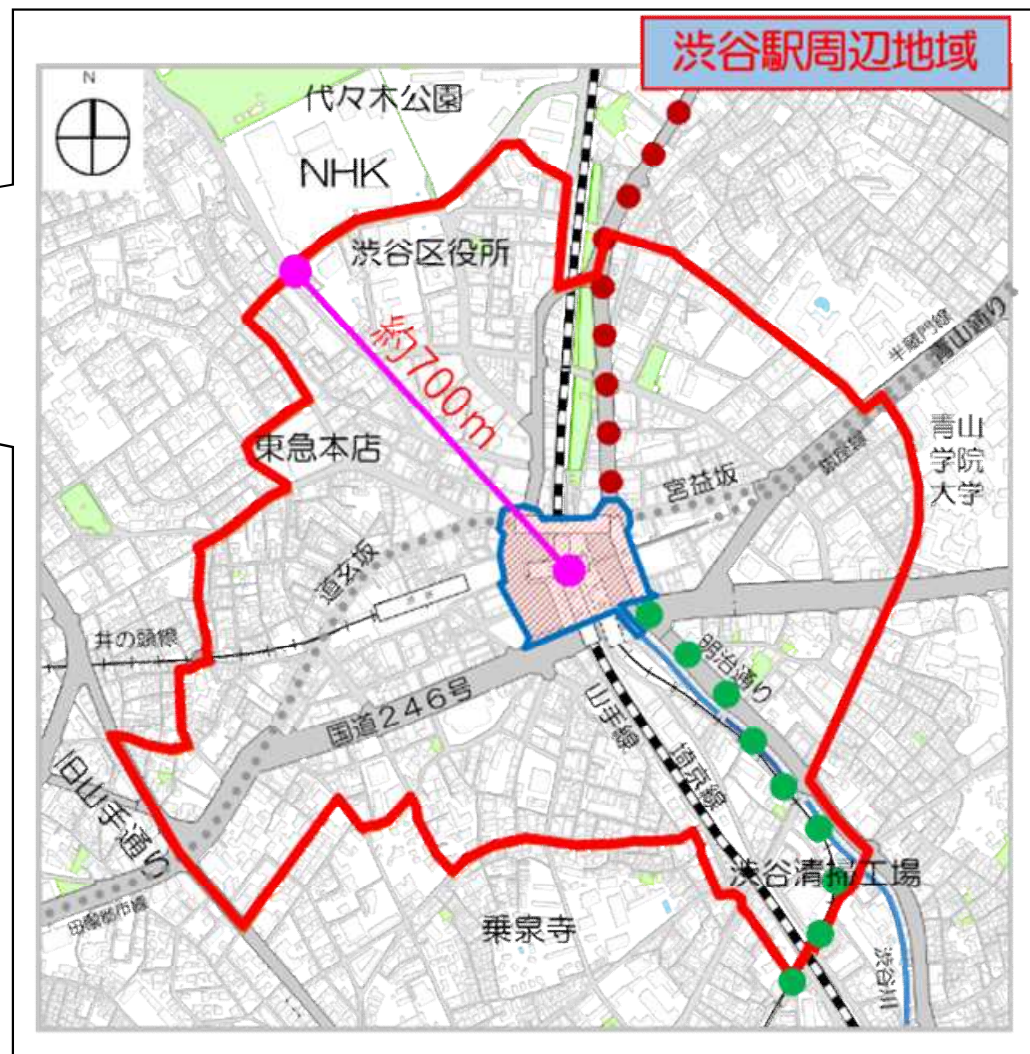 渋谷駅周辺地域
N
代々木公園
NHK
渋谷区役所
約700m
半蔵門線
東急本店
青山
学院
大学
銀座線
宮益坂
道玄坂
井の頭線
明治通り
国道246号
山手線
埼京線
旧山手通り
渋谷清掃工場
田園都市線
乗泉寺
渋谷川